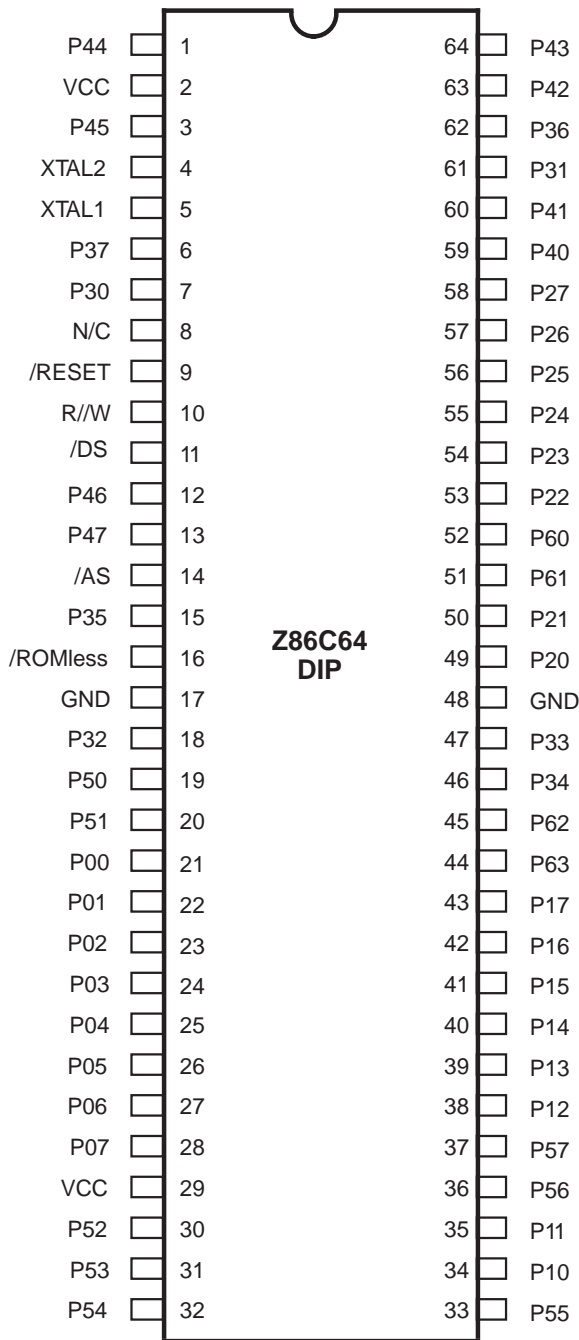 P44 1 64 P43
VCC 2 63 P42
P45 3 62 P36
XTAL2 4 61 P31
XTAL1 5 60 P41
P37 6 59 P40
P30 7 58 P27
N/C 8 57 P26
/RESET 9 56 P25
R//W 10 55 P24
/DS 11 54 P23
P46 12 53 P22
P47 13 52 P60
/AS 14 51 P61
P35 15 50 P21
Z86C64
/ROMless 16 49 P20
DIP
GND 17 48 GND
P32 18 47 P33
P50 19 46 P34
P51 20 45 P62
P00 21 44 P63
P01 22 43 P17
P02 23 42 P16
P03 24 41 P15
P04 25 40 P14
P05 26 39 P13
P06 27 38 P12
P07 28 37 P57
VCC 29 36 P56
P52 30 35 P11
P53 31 34 P10
P54 32 33 P55